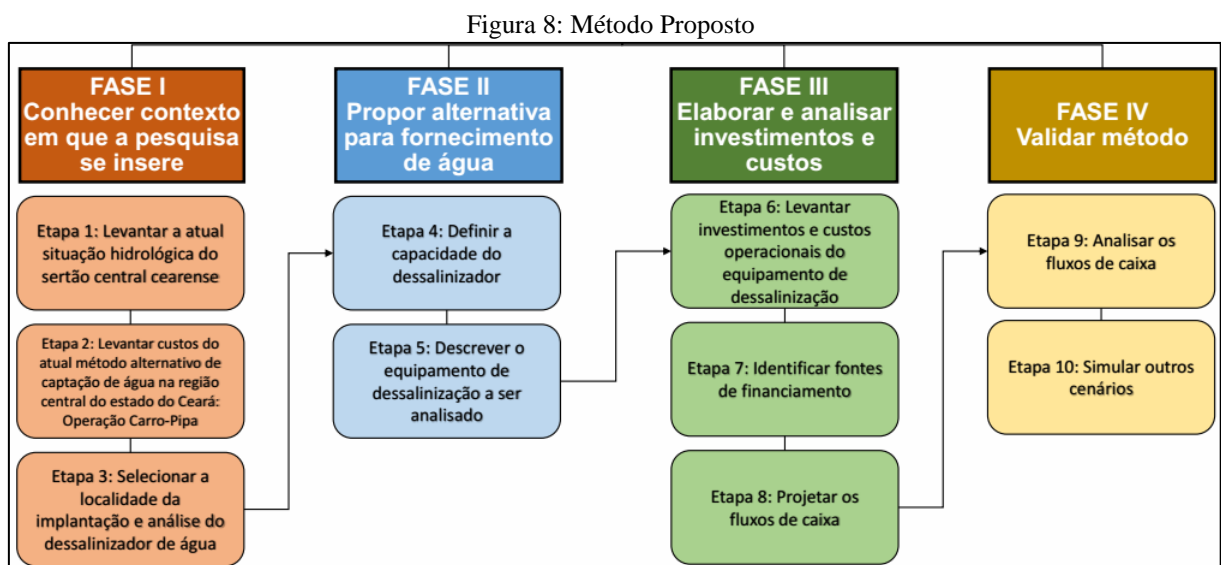 Figura 8: Método Proposto
FASE I
Conhecer contexto
em que a pesquisa
se insere
Etapa 1: Levantar a atual
situação hidrológica do
sertão central cearense
Etapa 2: Levantar custos do
atual método alternativo de
captação de água na região
central do estado do Ceará:
Operação Carro-Pipa
Etapa 3: Selecionar a
localidade da
implantação e análise do
dessalinizador de água
FASE II
Propor alternativa
para fornecimento
de água
Etapa 4: Definir a
capacidade do
dessalinizador
Etapa 5: Descrever o
equipamento de
dessalinização a ser
analisado
FASE III
Elaborar e analisar
investimentos e
custos
Etapa 6: Levantar
investimentos e custos
operacionais do
equipamento de
dessalinização
Etapa 7: Identificar fontes
de financiamento
Etapa 8: Projetar os
fluxos de caixa
FASE IV
Validar método
Etapa 9: Analisar os
fluxos de caixa
Etapa 10: Simular outros
cenários